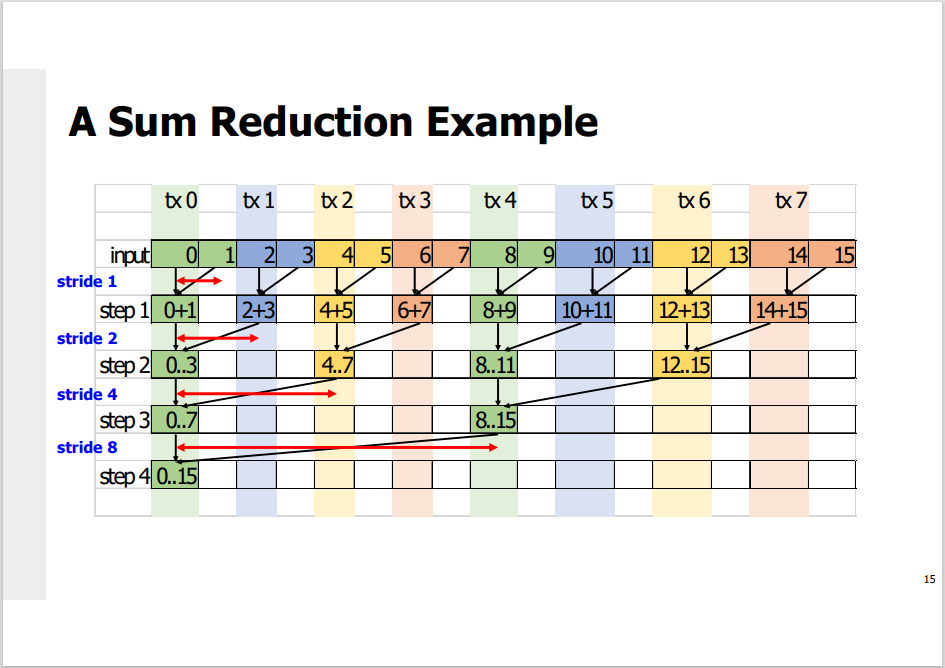 A Sum Reduction Example
tx 0 tx 1 tx 2 tx 3 tx 4 tx 5 tx 6 tx 7
input 0 1 2 3 4 5 6 7 8 9 10 11 12 13 14 15
stride 1
step 1 0+1 2+3 4+5 6+7 8+9 10+11 12+13 14+15
stride 2
step 2 0..3 4..7 8..11 12..15
stride 4
step 3 0..7 8..15
stride 8
step 4 0..15
15